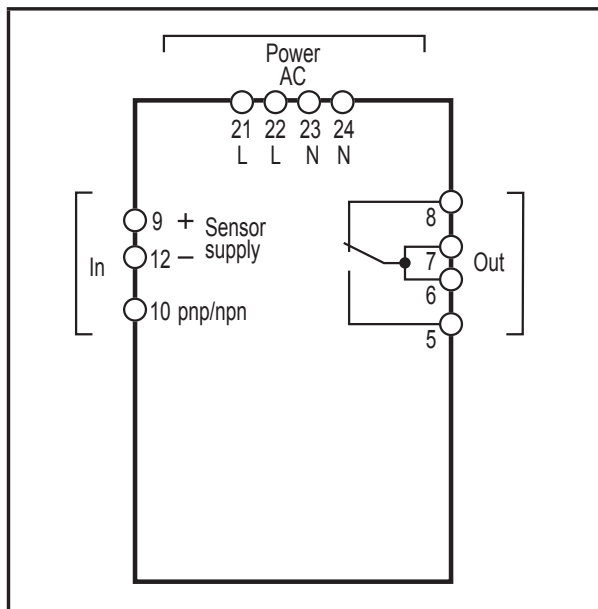 Power
AC
21 22 23 24
L L N N
In
9 + Sensor
supply
12 –
10 pnp/npn
8
7
6
5
Out